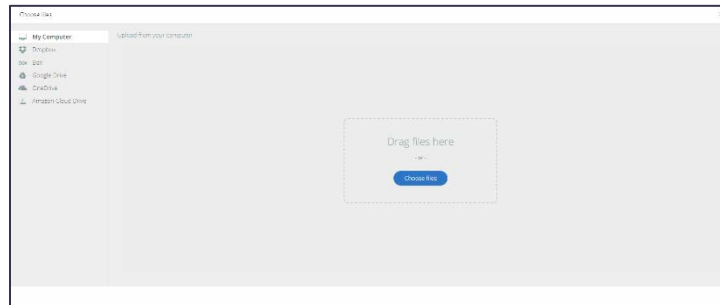 Choose files
My Computer
Upload from your computer
Dropbox
box Box
Google Drive
OneDrive
Amazon Cloud Drive
Drag files here
- or -
Choose files